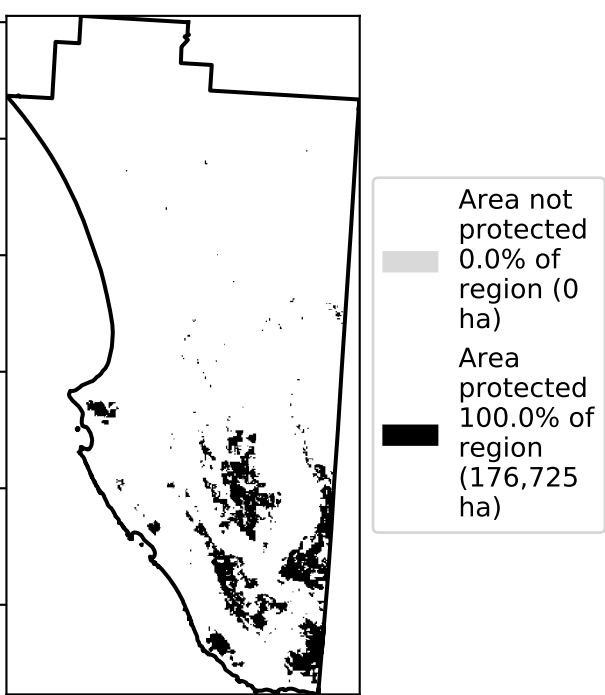 Area not
protected
0.0% of
region (0
ha)
Area
protected
100.0% of
region
(176,725
ha)